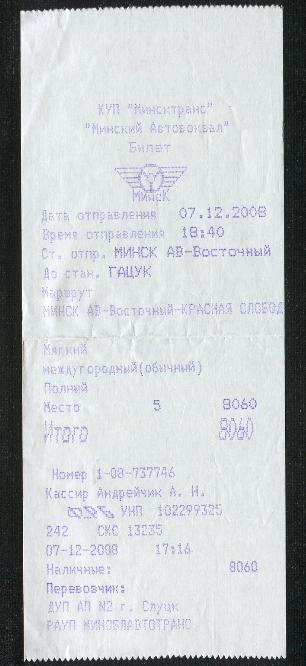 КУП "Минсктранс"
"Минский Автовокзал"
Билет
Минск
Дата отправления 07.12.2008
Время отправления 18:40
Ст. отпр. МИНСК АВ-Восточный
До стан. ГАЦУК
Маршрут
МИНСК АВ-Восточный-КРАСНАЯ СЛОБОД
Мягкий
междугородный(обычный)
Полный
Место 5 8060
Итого 8060
Номер 1-08-737746
Кассир Андрейчик А. И.
УНП 102299325
242 СКС 13235
07-12-2008 17:16
Наличные: 8060
Перевозчик:
ДУП АП N2 г. Слуцк
РАУП МИНОБЛАВТОТРАНС